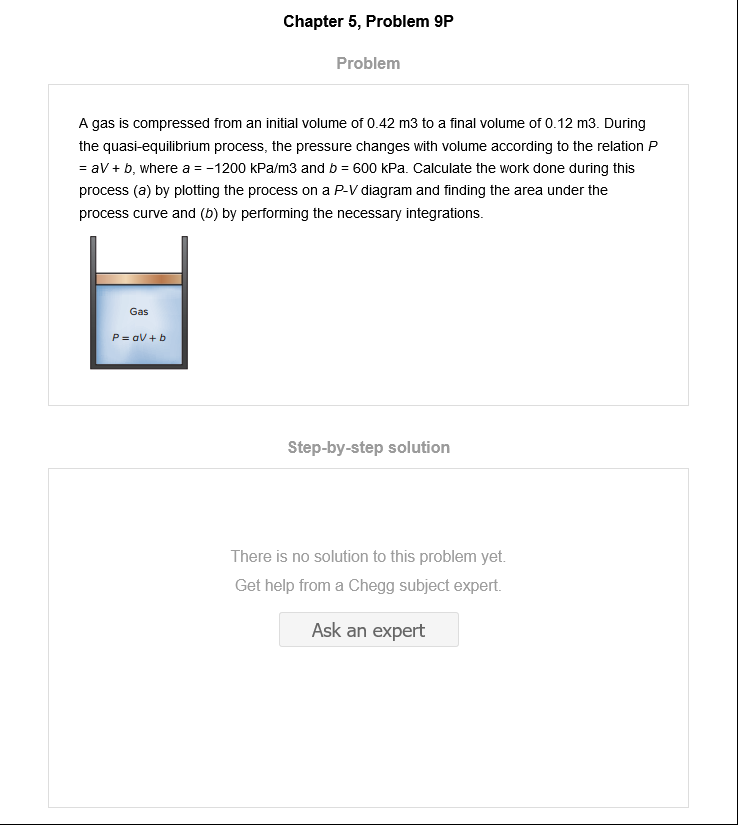 Chapter 5, Problem 9P
Problem
A gas is compressed from an initial volume of 0.42 m3 to a final volume of 0.12 m3. During
the quasi-equilibrium process, the pressure changes with volume according to the relation P
= aV + b, where a = −1200 kPa/m3 and b = 600 kPa. Calculate the work done during this
process (a) by plotting the process on a P-V diagram and finding the area under the
process curve and (b) by performing the necessary integrations.
Gas
P = aV + b
Step-by-step solution
There is no solution to this problem yet.
Get help from a Chegg subject expert.
Ask an expert